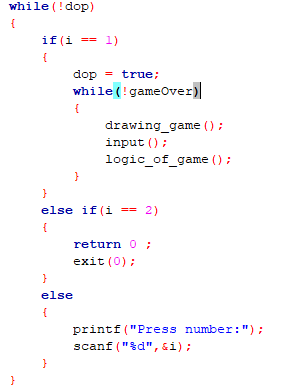 while(!dop)
{
    if(i == 1)
    {
        dop = true;
        while(!gameOver)
        {
            drawing_game();
            input();
            logic_of_game();
        }
    }
    else if(i == 2)
    {
        return 0 ;
        exit(0);
    }
    else
    {
        printf("Press number:");
        scanf("%d",&i);
    }
}